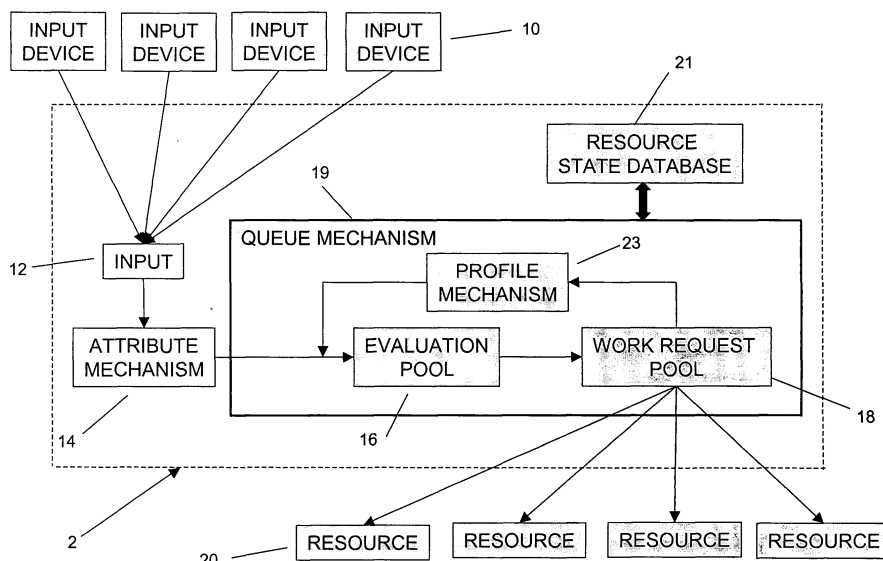 INPUT DEVICE
INPUT DEVICE
INPUT DEVICE
INPUT DEVICE
10
21
RESOURCE
STATE DATABASE
19
QUEUE MECHANISM
23
12
INPUT
PROFILE
MECHANISM
ATTRIBUTE
MECHANISM
EVALUATION
POOL
WORK REQUEST
POOL
14
16
18
2
20
RESOURCE
RESOURCE
RESOURCE
RESOURCE